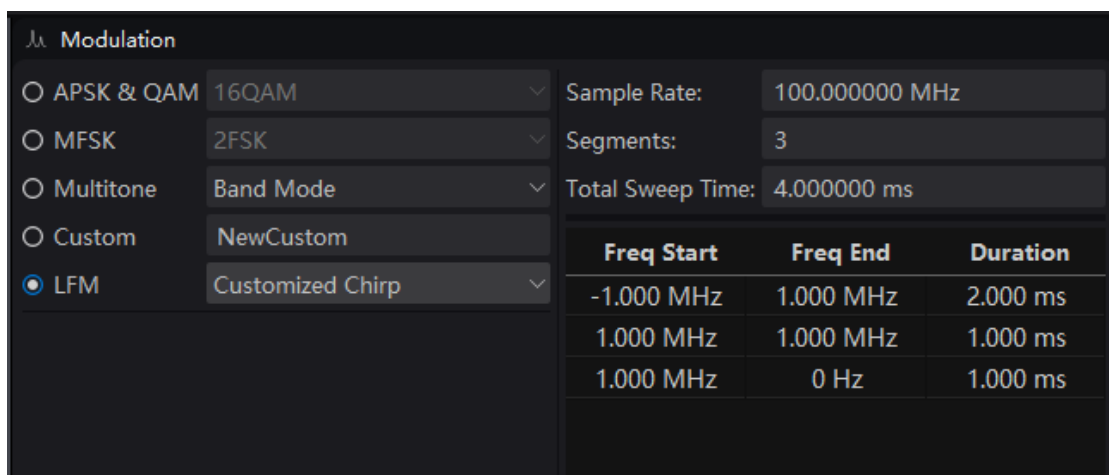 Modulation
APSK & QAM 16QAM
MFSK 2FSK
Multitone Band Mode
Custom NewCustom
LFM Customized Chirp
Sample Rate: 100.000000 MHz
Segments: 3
Total Sweep Time: 4.000000 ms
Freq Start Freq End Duration
-1.000 MHz 1.000 MHz 2.000 ms
1.000 MHz 1.000 MHz 1.000 ms
1.000 MHz 0 Hz 1.000 ms